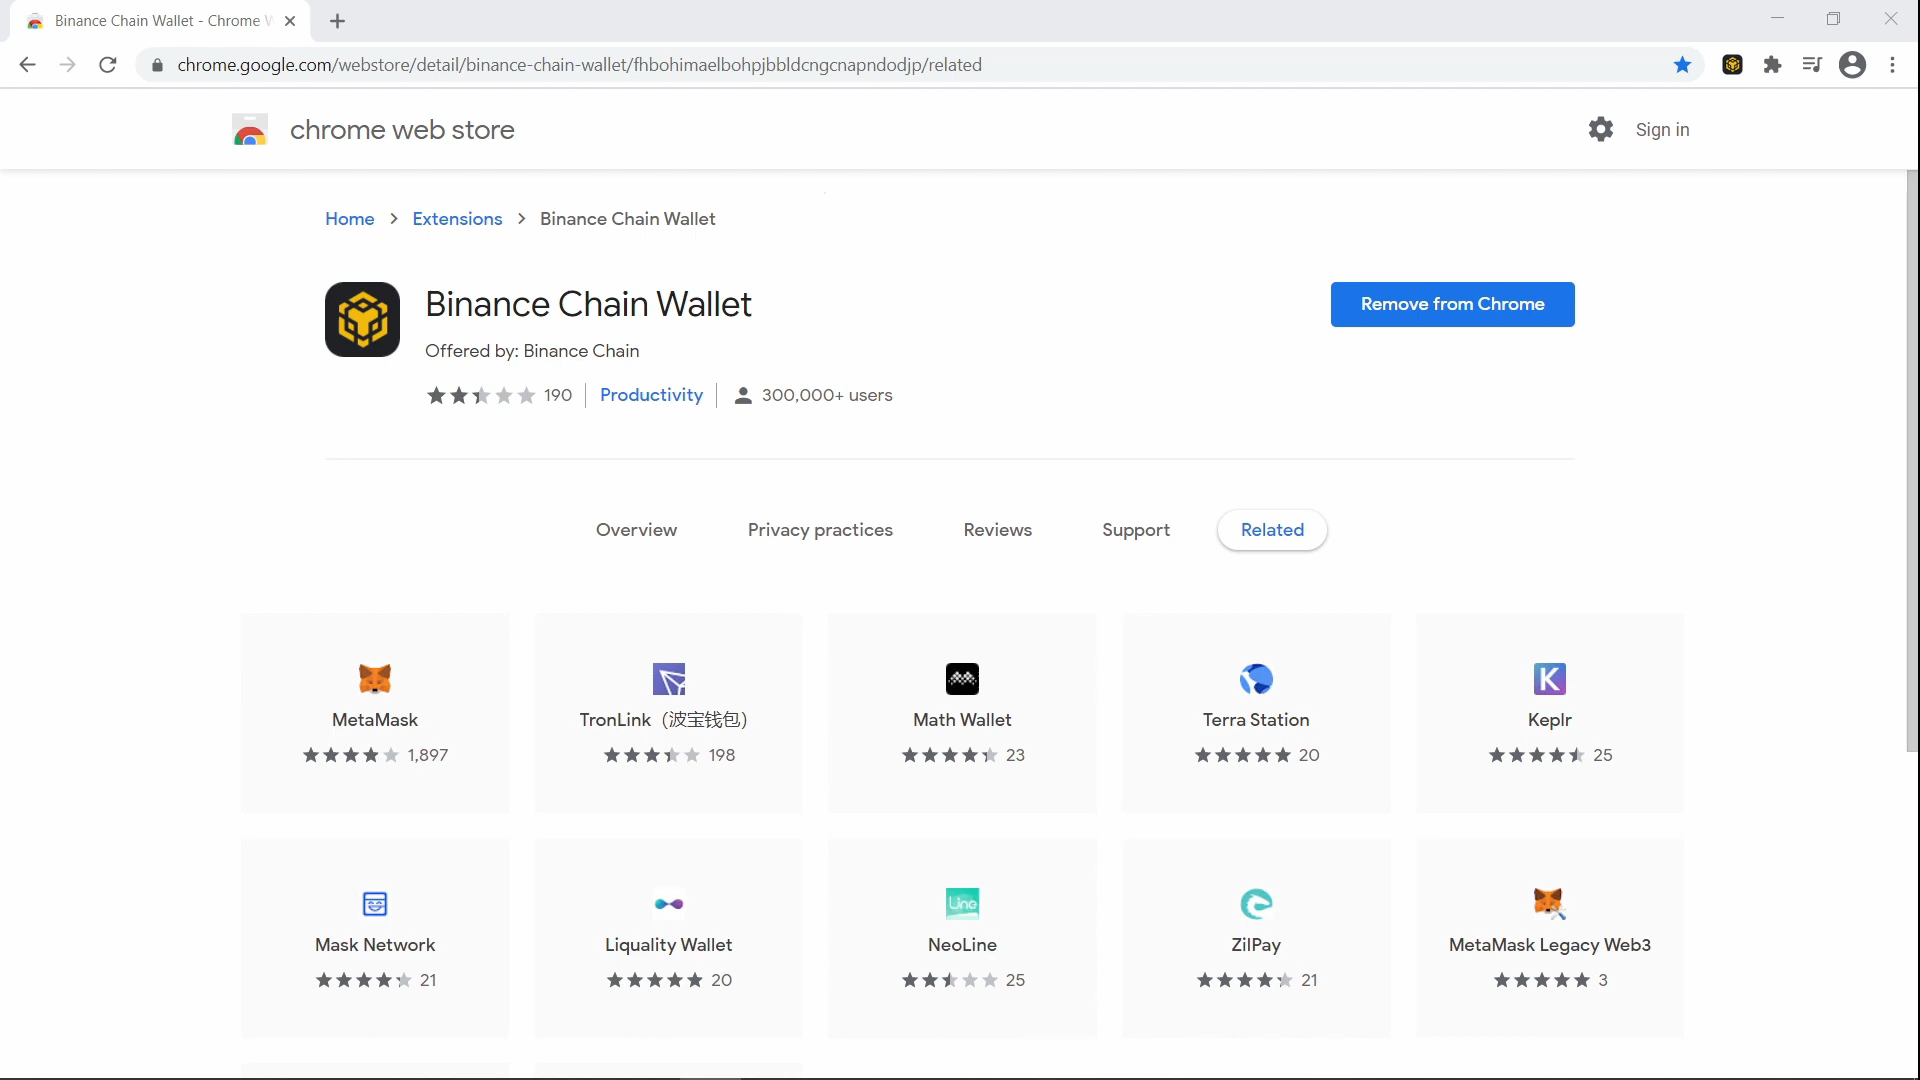 Binance Chain Wallet - Chrome W
chrome.google.com/webstore/detail/binance-chain-wallet/fhbohimaelbohpjbbldcngcnapndodjp/related
chrome web store
Sign in
Home > Extensions > Binance Chain Wallet
Binance Chain Wallet
Remove from Chrome
Offered by: Binance Chain
190 Productivity 300,000+ users
Overview Privacy practices Reviews Support Related
MetaMask TronLink（波宝钱包） Math Wallet Terra Station Keplr
1,897 198 23 20 25
Line
Mask Network Liquality Wallet NeoLine ZilPay MetaMask Legacy Web3
21 20 25 21 3